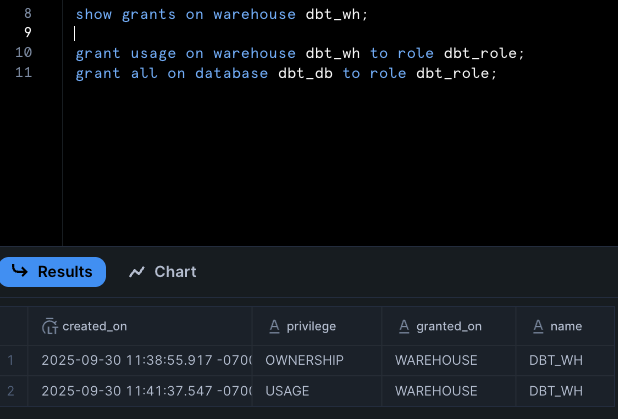 8 show grants on warehouse dbt_wh;
9
10 grant usage on warehouse dbt_wh to role dbt_role;
11 grant all on database dbt_db to role dbt_role;
Results Chart
created_on A privilege A granted_on A name
1 2025-09-30 11:38:55.917 -070 OWNERSHIP WAREHOUSE DBT_WH
2 2025-09-30 11:41:37.547 -070 USAGE WAREHOUSE DBT_WH